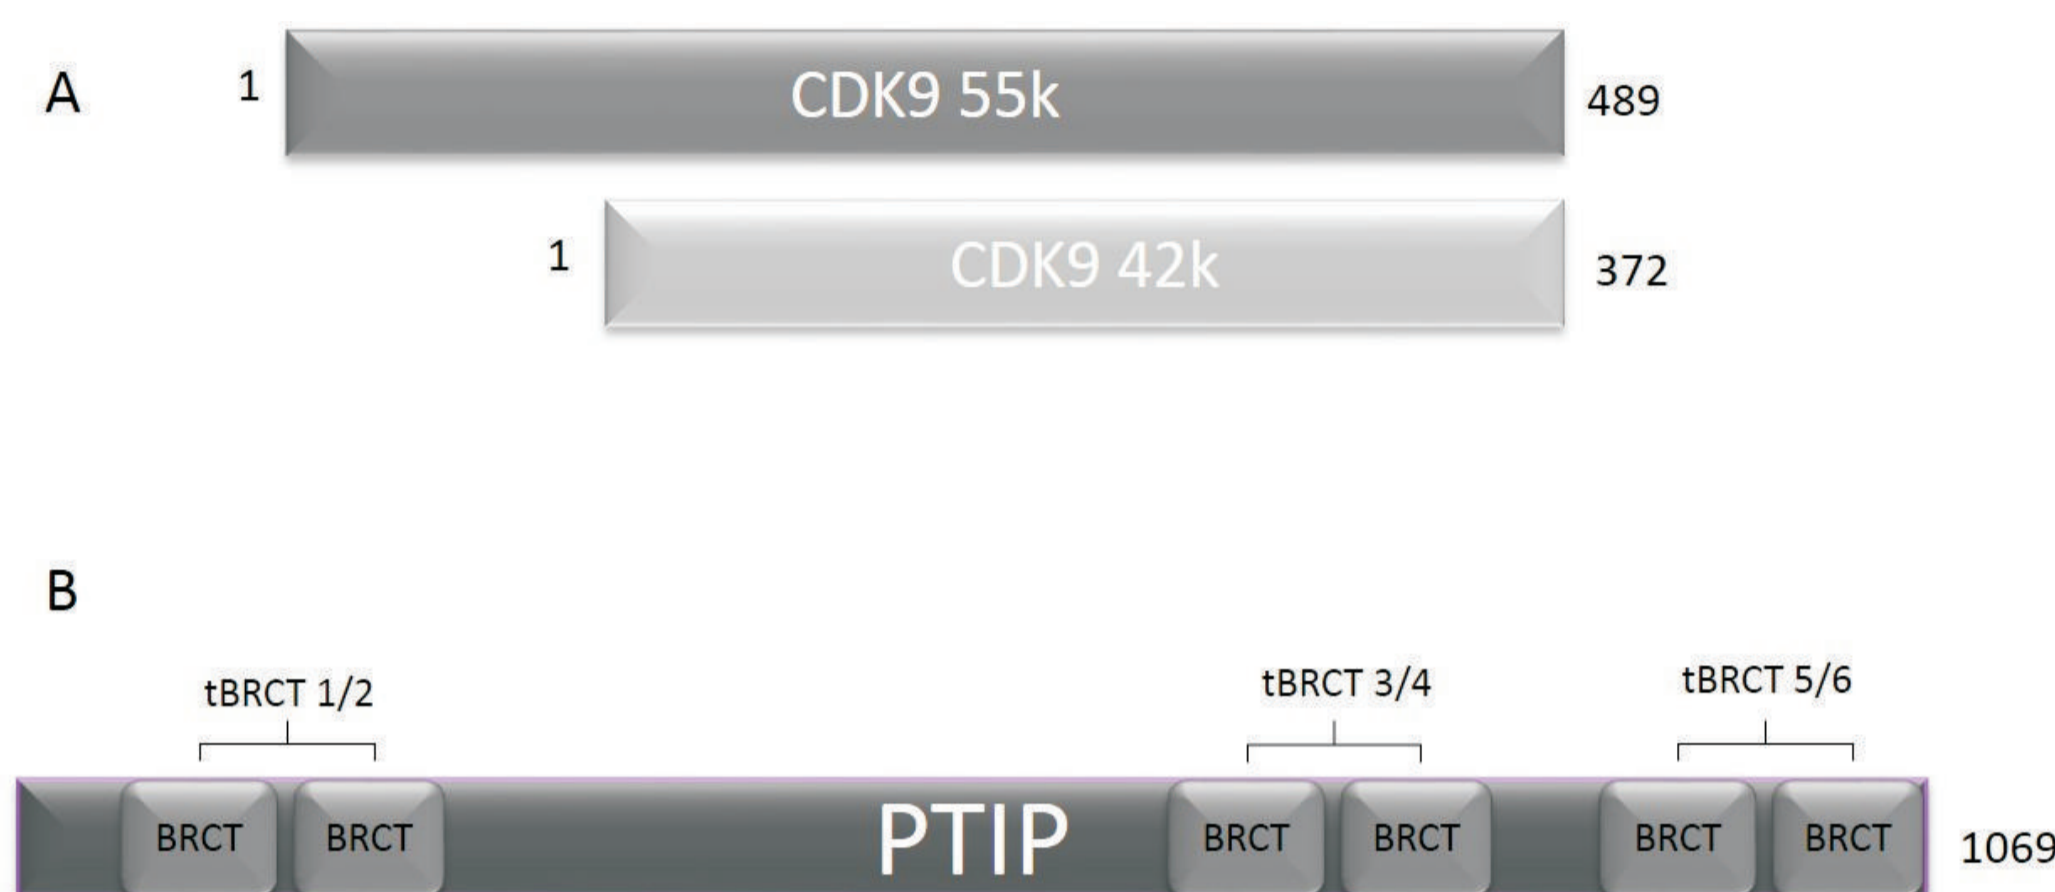 A
1 CDK9 55k 489
1 CDK9 42k 372
B
tBRCT 1/2 tBRCT 3/4 tBRCT 5/6
BRCT BRCT PTIP BRCT BRCT BRCT BRCT 1069